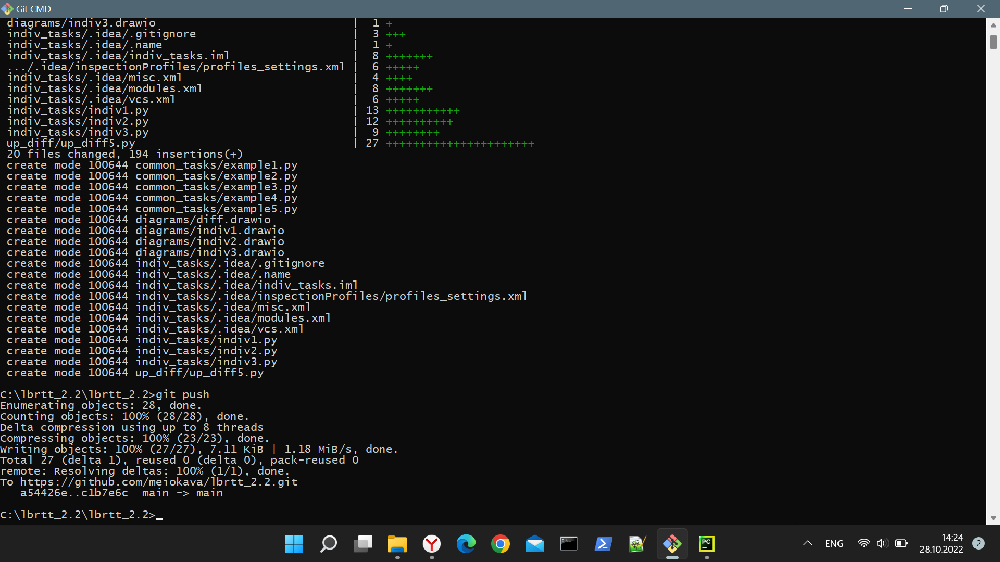 Git CMD
diagrams/indiv3.drawio | 1 +
indiv_tasks/.idea/.gitignore | 3 +++
indiv_tasks/.idea/.name | 1 +
indiv_tasks/.idea/indiv_tasks.iml | 8 +++++++
.../.idea/inspectionProfiles/profiles_settings.xml | 6 +++++
indiv_tasks/.idea/misc.xml | 4 ++++
indiv_tasks/.idea/modules.xml | 8 +++++++
indiv_tasks/.idea/vcs.xml | 6 +++++
indiv_tasks/indiv1.py | 13 +++++++++++
indiv_tasks/indiv2.py | 12 ++++++++++
indiv_tasks/indiv3.py | 9 ++++++++
up_diff/up_diff5.py | 27 ++++++++++++++++++++++
20 files changed, 194 insertions(+)
create mode 100644 common_tasks/example1.py
create mode 100644 common_tasks/example2.py
create mode 100644 common_tasks/example3.py
create mode 100644 common_tasks/example4.py
create mode 100644 common_tasks/example5.py
create mode 100644 diagrams/diff.drawio
create mode 100644 diagrams/indiv1.drawio
create mode 100644 diagrams/indiv2.drawio
create mode 100644 diagrams/indiv3.drawio
create mode 100644 indiv_tasks/.idea/.gitignore
create mode 100644 indiv_tasks/.idea/.name
create mode 100644 indiv_tasks/.idea/indiv_tasks.iml
create mode 100644 indiv_tasks/.idea/inspectionProfiles/profiles_settings.xml
create mode 100644 indiv_tasks/.idea/misc.xml
create mode 100644 indiv_tasks/.idea/modules.xml
create mode 100644 indiv_tasks/.idea/vcs.xml
create mode 100644 indiv_tasks/indiv1.py
create mode 100644 indiv_tasks/indiv2.py
create mode 100644 indiv_tasks/indiv3.py
create mode 100644 up_diff/up_diff5.py
C:\lbrtt_2.2\lbrtt_2.2>git push
Enumerating objects: 28, done.
Counting objects: 100% (28/28), done.
Delta compression using up to 8 threads
Compressing objects: 100% (23/23), done.
Writing objects: 100% (27/27), 7.11 KiB | 1.18 MiB/s, done.
Total 27 (delta 1), reused 0 (delta 0), pack-reused 0
remote: Resolving deltas: 100% (1/1), done.
To https://github.com/meiokava/lbrtt_2.2.git
a54426e..c1b7e6c main -> main
C:\lbrtt_2.2\lbrtt_2.2>
PC
ENG
14:24
28.10.2022
2